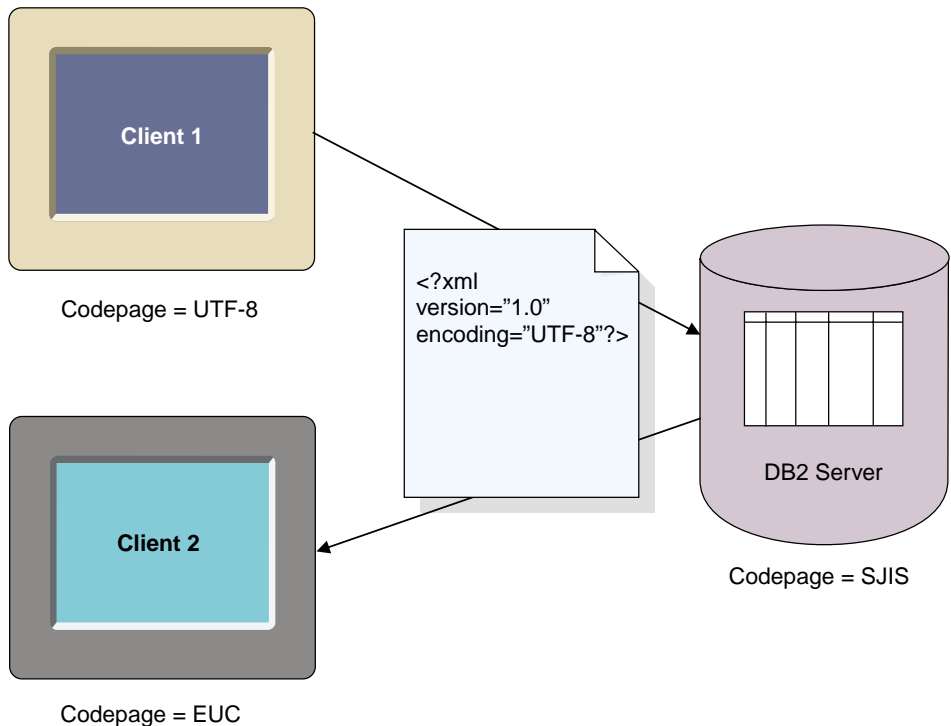 Client 1
Codepage = UTF-8
<?xml
version=”1.0”
encoding=”UTF-8”?>
DB2 Server
Codepage = SJIS
Client 2
Codepage = EUC